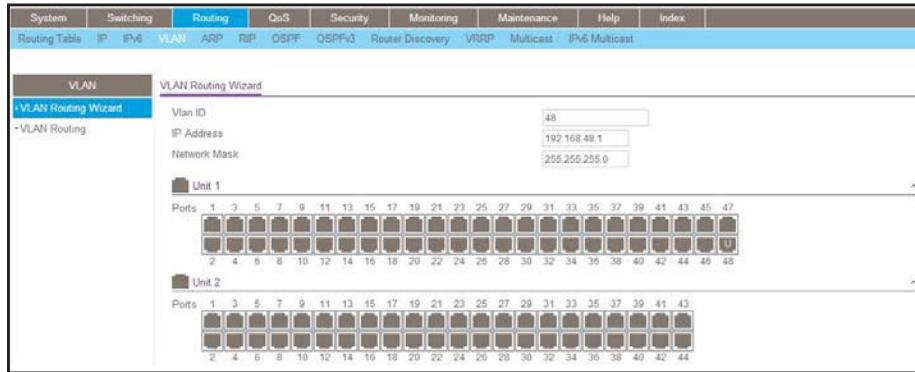 System Switching Routing QoS Security Monitoring Maintenance Help Index
Routing Table IP IPv6 VLAN ARP RIP OSPF OSPFv3 Router Discovery VRRP Multicast IPv6 Multicast
VLAN
VLAN Routing Wizard
VLAN Routing
VLAN Routing Wizard
Vlan ID 48
IP Address 192.168.48.1
Network Mask 255.255.255.0
Unit 1
Ports 1 3 5 7 9 11 13 15 17 19 21 23 25 27 29 31 33 35 37 39 41 43 45 47
U
2 4 6 8 10 12 14 16 18 20 22 24 26 28 30 32 34 36 38 40 42 44 46 48
Unit 2
Ports 1 3 5 7 9 11 13 15 17 19 21 23 25 27 29 31 33 35 37 39 41 43
2 4 6 8 10 12 14 16 18 20 22 24 26 28 30 32 34 36 38 40 42 44